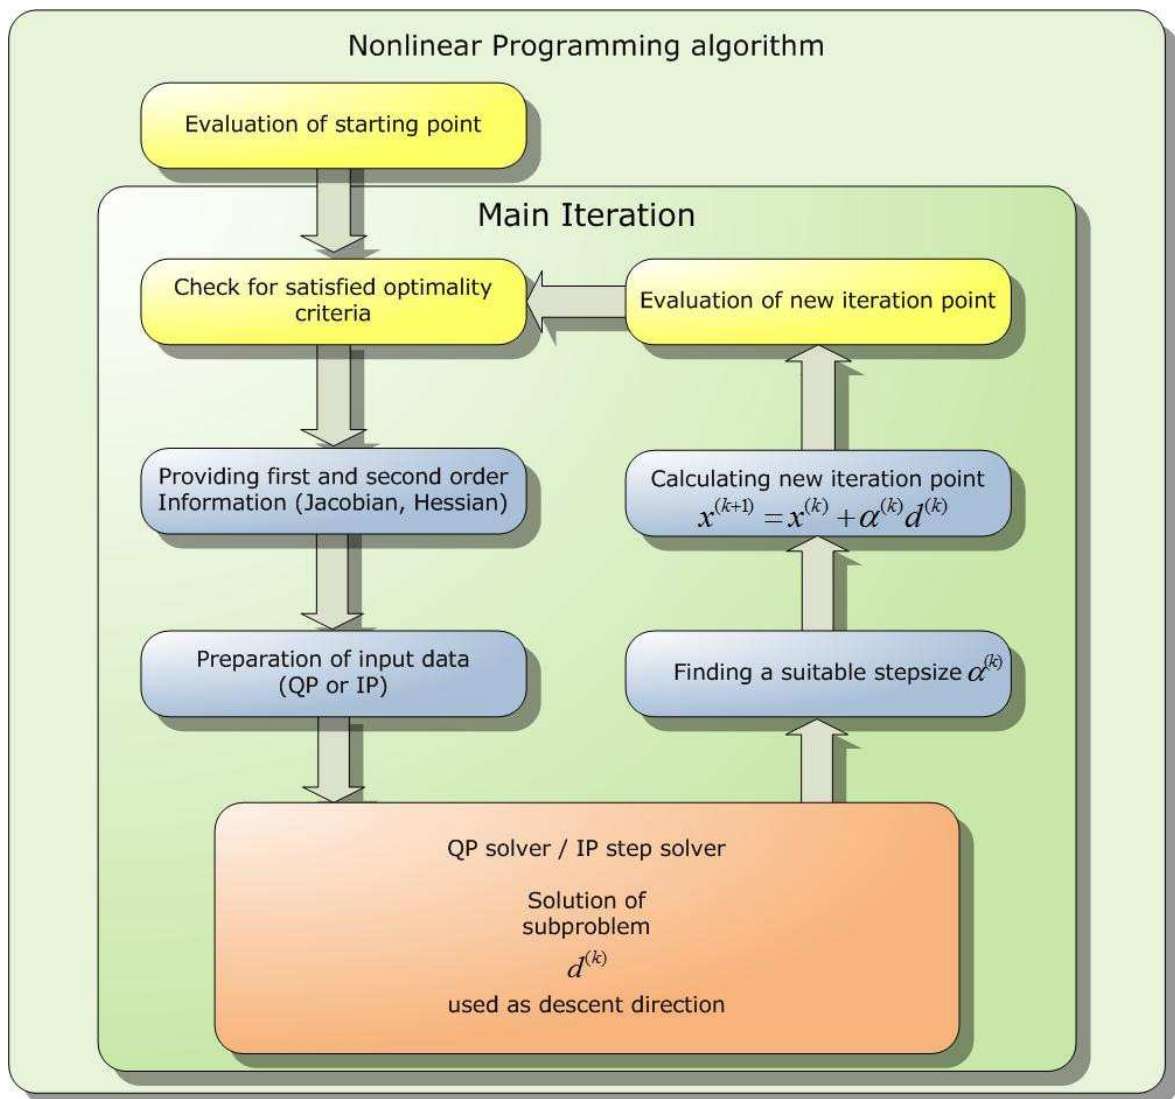 Nonlinear Programming algorithm
Evaluation of starting point
Main Iteration
Check for satisfied optimality
criteria
Evaluation of new iteration point
Providing first and second order
Information (Jacobian, Hessian)
Calculating new iteration point
x^{(k+1)} = x^{(k)} + α^{(k)} d^{(k)}
Preparation of input data
(QP or IP)
Finding a suitable stepsize α^{(k)}
QP solver / IP step solver
Solution of
subproblem
d^{(k)}
used as descent direction